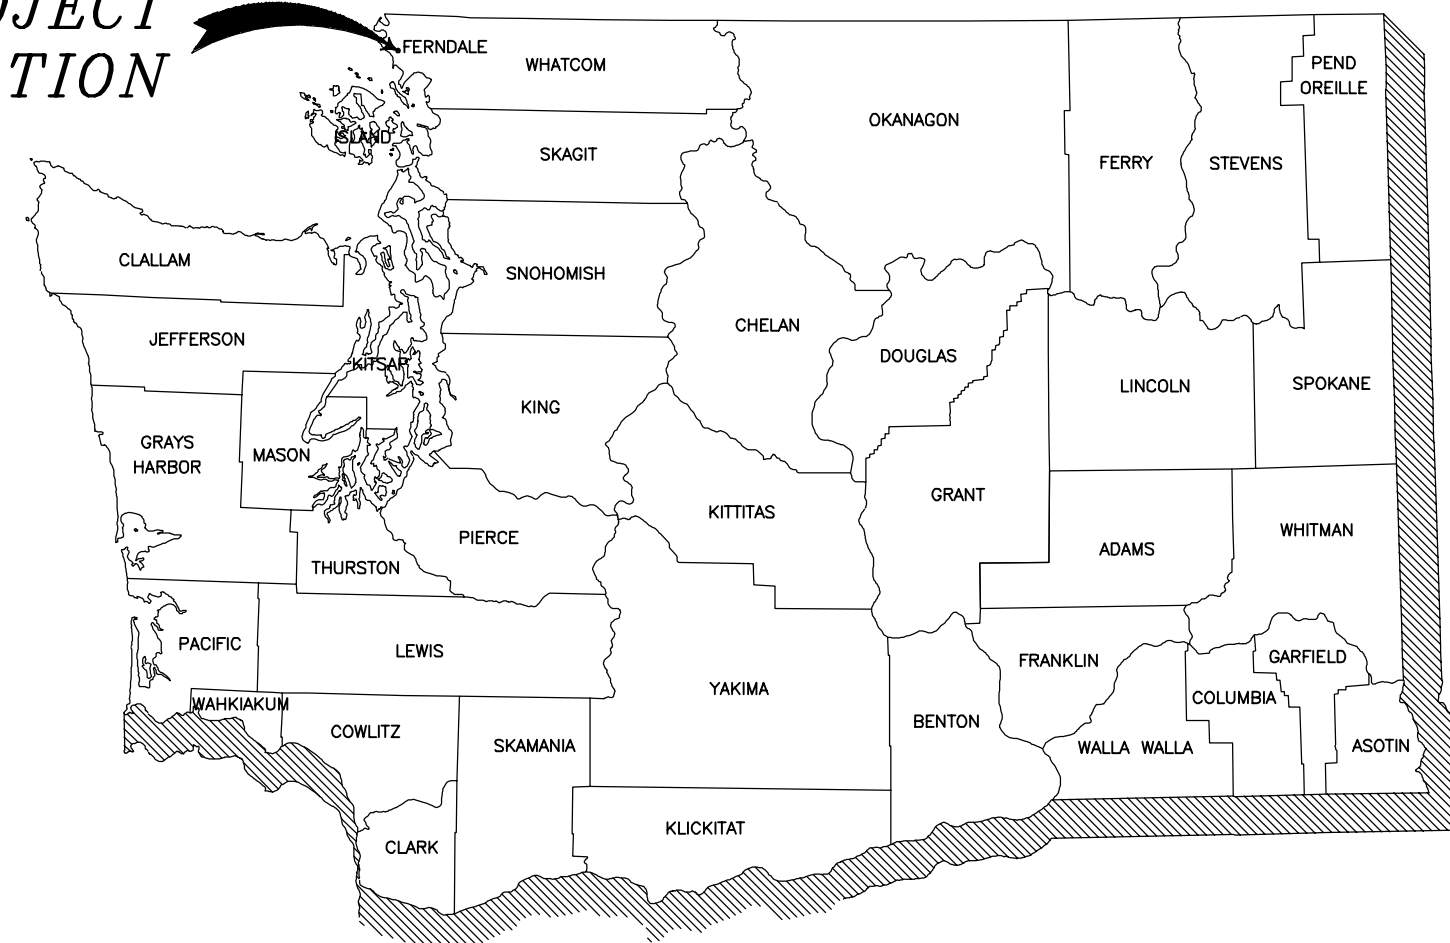 OJECT
TION
FERNDALE
WHATCOM
PEND
OREILLE
OKANAGON
ISLAND
SKAGIT
FERRY
STEVENS
CLALLAM
SNOHOMISH
CHELAN
JEFFERSON
DOUGLAS
KITSAP
LINCOLN
SPOKANE
KING
GRAYS
HARBOR
MASON
GRANT
KITTITAS
WHITMAN
PIERCE
ADAMS
THURSTON
PACIFIC
LEWIS
FRANKLIN
GARFIELD
YAKIMA
COLUMBIA
WAHKIAKUM
BENTON
COWLITZ
SKAMANIA
WALLA WALLA
ASOTIN
KLICKITAT
CLARK